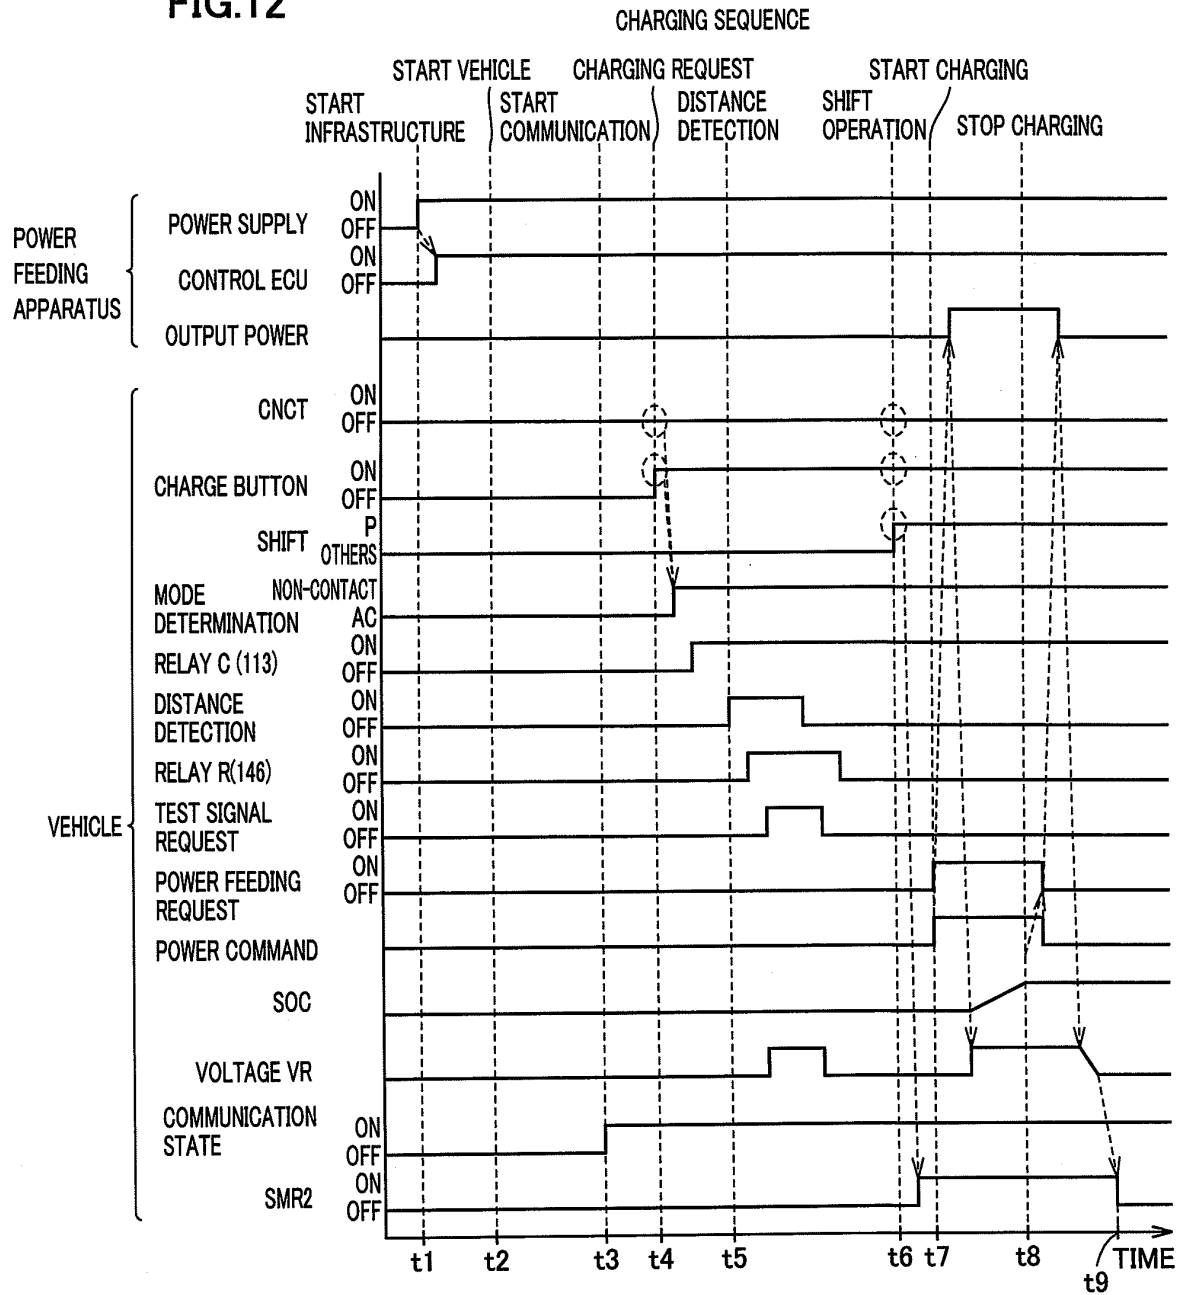 FIG.12
CHARGING SEQUENCE
START VEHICLE
CHARGING REQUEST
START CHARGING
START
INFRASTRUCTURE
START
COMMUNICATION
DISTANCE
DETECTION
SHIFT
OPERATION
STOP CHARGING
POWER
FEEDING
APPARATUS
POWER SUPPLY
ON
OFF
CONTROL ECU
ON
OFF
OUTPUT POWER
VEHICLE
CNCT
ON
OFF
CHARGE BUTTON
ON
OFF
SHIFT
P
OTHERS
MODE
DETERMINATION
NON-CONTACT
AC
RELAY C (113)
ON
OFF
DISTANCE
DETECTION
ON
OFF
RELAY R(146)
ON
OFF
TEST SIGNAL
REQUEST
ON
OFF
POWER FEEDING
REQUEST
ON
OFF
POWER COMMAND
SOC
VOLTAGE VR
COMMUNICATION
STATE
ON
OFF
SMR2
ON
OFF
t1 t2 t3 t4 t5 t6 t7 t8 t9 TIME